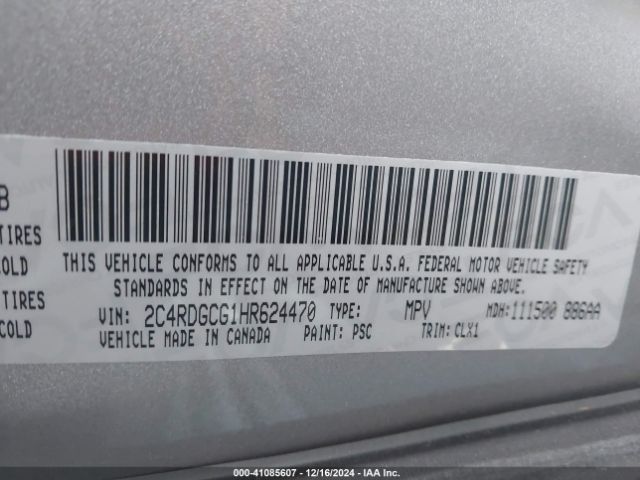 B
TIRES
COLD
TIRES
COLD
THIS VEHICLE CONFORMS TO ALL APPLICABLE U.S.A. FEDERAL MOTOR VEHICLE SAFETY
STANDARDS IN EFFECT ON THE DATE OF MANUFACTURE SHOWN ABOVE.
VIN: 2C4RDGCG1HR624470 TYPE: MPV MDH: 111500 886AA
VEHICLE MADE IN CANADA PAINT: PSC TRIM: CLX1
000-41085607 / 12/16/2024 / IAA Inc.